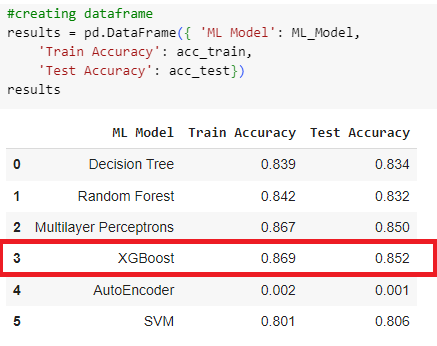 #creating dataframe
results = pd.DataFrame({ 'ML Model': ML_Model,
'Train Accuracy': acc_train,
'Test Accuracy': acc_test})
results
ML Model Train Accuracy Test Accuracy
0 Decision Tree 0.839 0.834
1 Random Forest 0.842 0.832
2 Multilayer Perceptrons 0.867 0.850
3 XGBoost 0.869 0.852
4 AutoEncoder 0.002 0.001
5 SVM 0.801 0.806